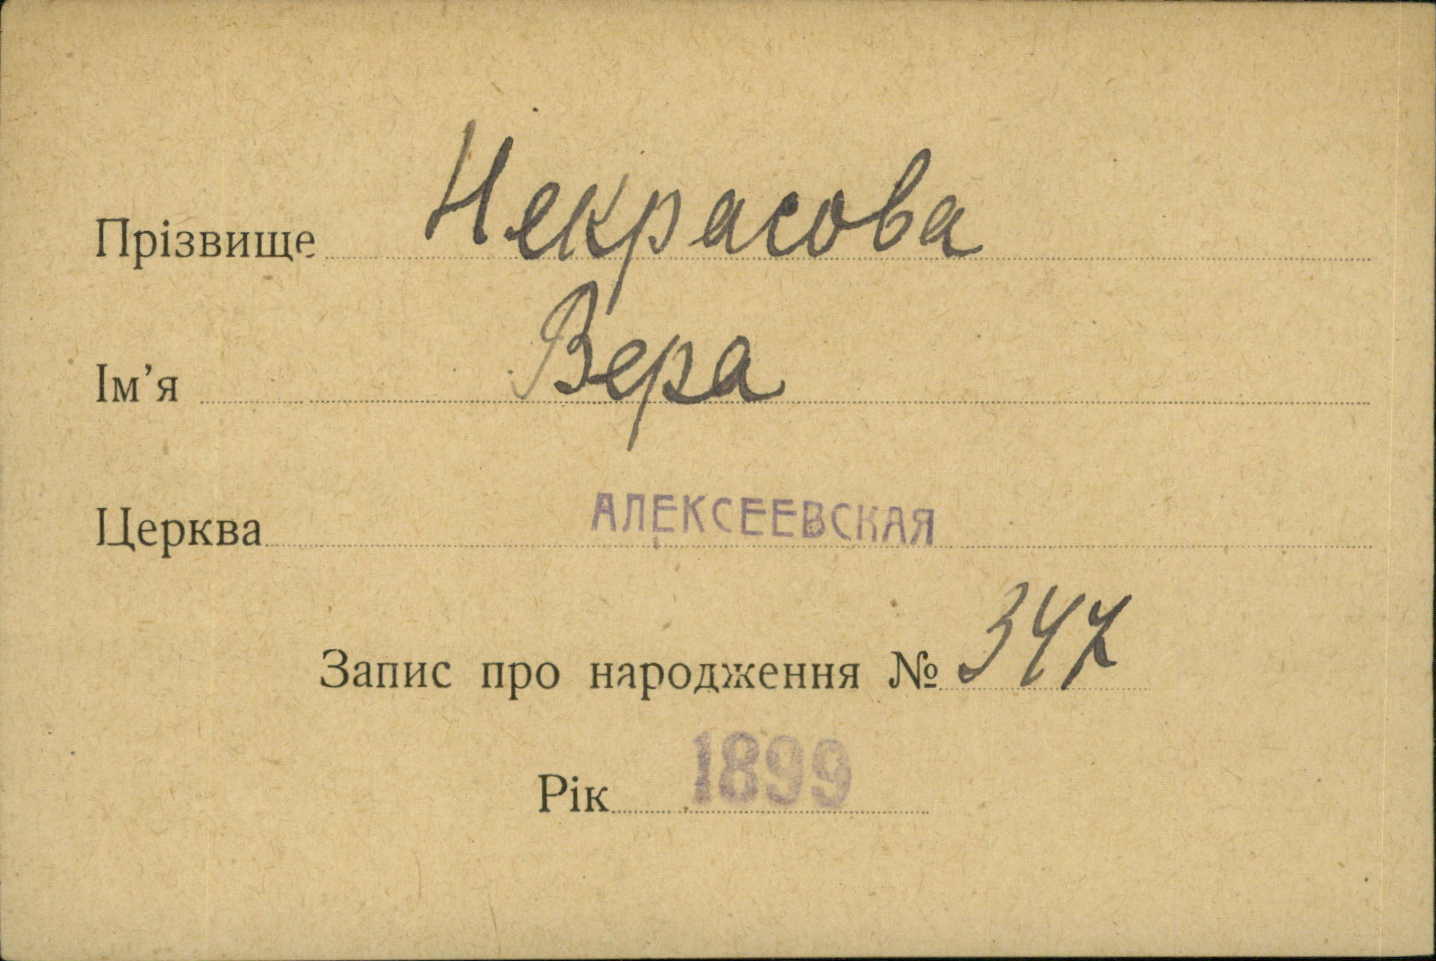 Прізвище Некрасова
Ім’я Вера
Церква АЛЕКСЕЕВСКАЯ
Запис про народження № 347
Рік 1899